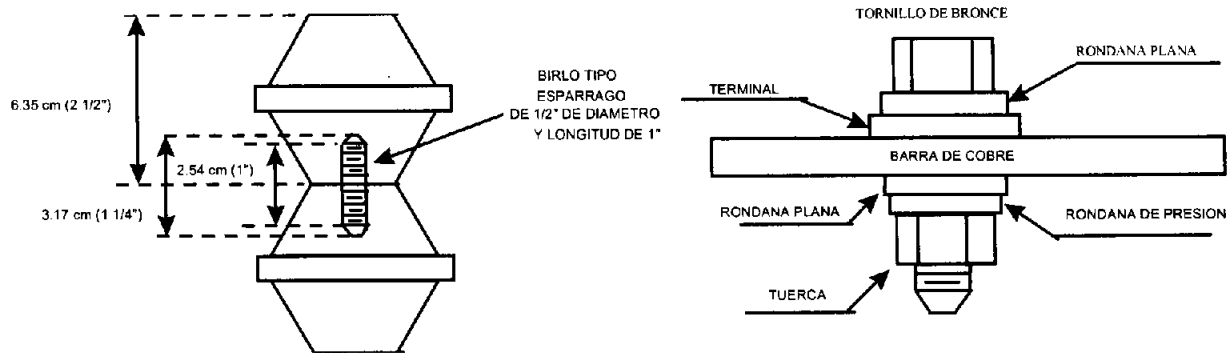 6.35 cm (2 1/2")
2.54 cm (1")
3.17 cm (1 1/4")
BIRLO TIPO
ESPARRAGO
DE 1/2" DE DIAMETRO
Y LONGITUD DE 1"
TORNILLO DE BRONCE
RONDANA PLANA
TERMINAL
BARRA DE COBRE
RONDANA PLANA
RONDANA DE PRESION
TUERCA